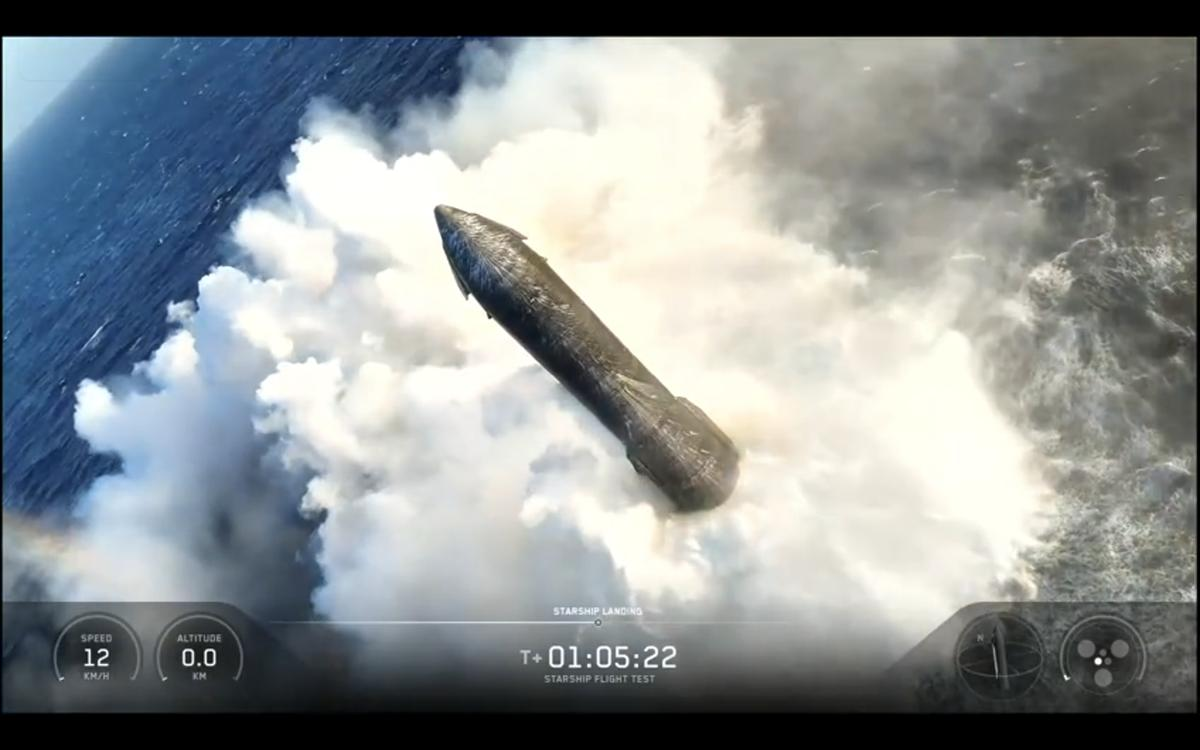 STARSHIP LANDING
SPEED
12
KM/H
ALTITUDE
0.0
KM
T+ 01:05:22
STARSHIP FLIGHT TEST
N